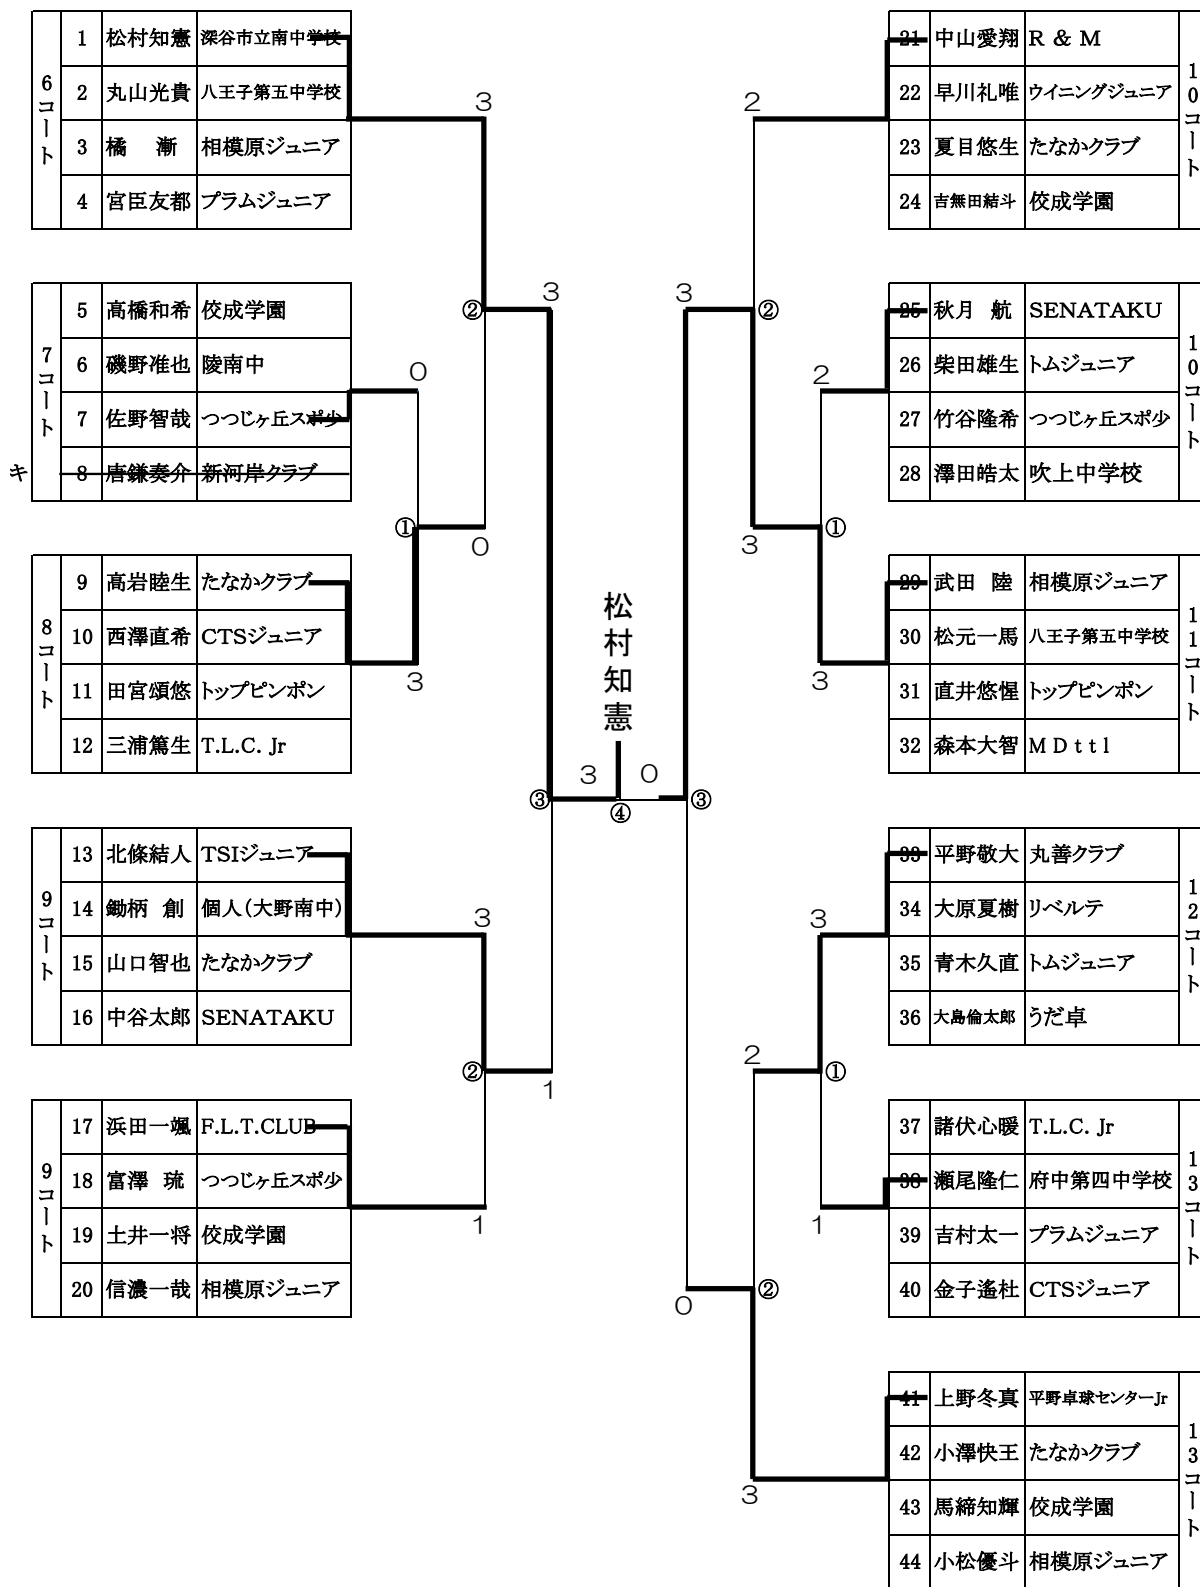 6コート
1 松村知憲 深谷市立南中学校
2 丸山光貴 八王子第五中学校
3 橘 漸 相模原ジュニア
4 宮臣友都 プラムジュニア
3
7コート
5 高橋和希 佼成学園
6 磯野准也 陵南中
7 佐野智哉 つつじヶ丘スポ少
キ 8 唐鎌奏介 新河岸クラブ
0
②
3
①
0
8コート
9 高岩睦生 たなかクラブ
10 西澤直希 CTSジュニア
11 田宮頌悠 トップピンポン
12 三浦篤生 T.L.C. Jr
3
9コート
13 北條結人 TSIジュニア
14 鋤柄 創 個人(大野南中)
15 山口智也 たなかクラブ
16 中谷太郎 SENATAKU
3
②
1
9コート
17 浜田一颯 F.L.T.CLUB
18 富澤 琉 つつじヶ丘スポ少
19 土井一将 佼成学園
20 信濃一哉 相模原ジュニア
1
松村知憲
③
3
④
0
③
10コート
21 中山愛翔 R & M
22 早川礼唯 ウイニングジュニア
23 夏目悠生 たなかクラブ
24 吉無田結斗 佼成学園
2
3
②
10コート
25 秋月 航 SENATAKU
26 柴田雄生 トムジュニア
27 竹谷隆希 つつじヶ丘スポ少
28 澤田皓太 吹上中学校
2
3
①
11コート
29 武田 陸 相模原ジュニア
30 松元一馬 八王子第五中学校
31 直井悠惺 トップピンポン
32 森本大智 MDttl
3
12コート
33 平野敬大 丸善クラブ
34 大原夏樹 リベルテ
35 青木久直 トムジュニア
36 大島倫太郎 うだ卓
3
2
①
13コート
37 諸伏心暖 T.L.C. Jr
38 瀬尾隆仁 府中第四中学校
39 吉村太一 プラムジュニア
40 金子遙杜 CTSジュニア
1
0
②
13コート
41 上野冬真 平野卓球センターJr
42 小澤快王 たなかクラブ
43 馬締知輝 佼成学園
44 小松優斗 相模原ジュニア
3